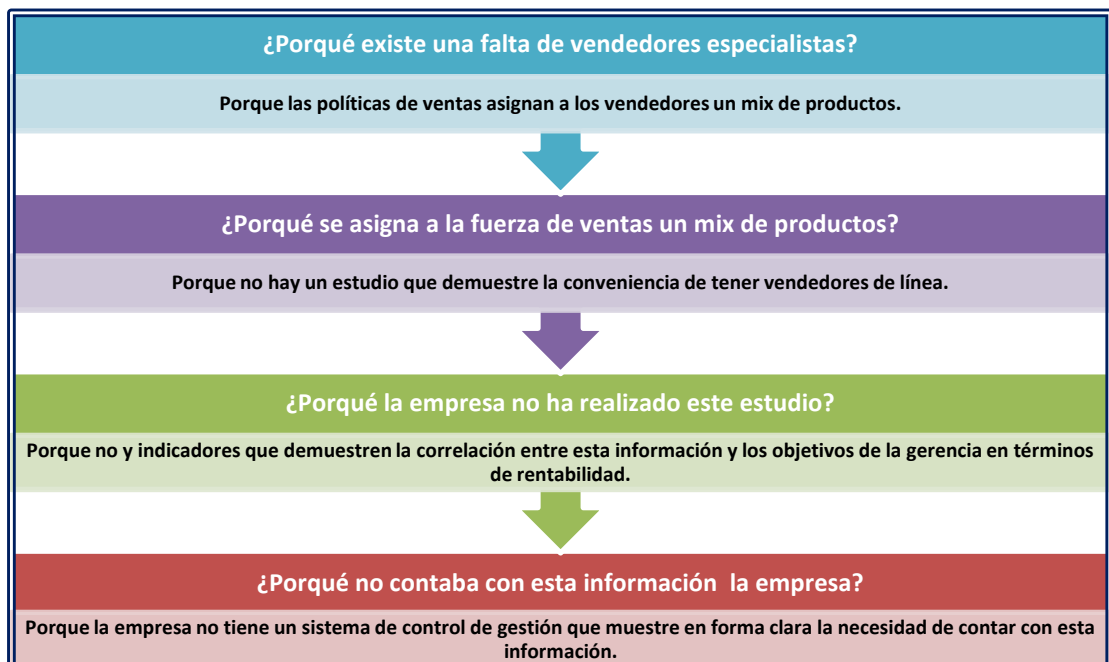 ¿Porqué existe una falta de vendedores especialistas?
Porque las políticas de ventas asignan a los vendedores un mix de productos.
¿Porqué se asigna a la fuerza de ventas un mix de productos?
Porque no hay un estudio que demuestre la conveniencia de tener vendedores de línea.
¿Porqué la empresa no ha realizado este estudio?
Porque no y indicadores que demuestren la correlación entre esta información y los objetivos de la gerencia en términos
de rentabilidad.
¿Porqué no contaba con esta información la empresa?
Porque la empresa no tiene un sistema de control de gestión que muestre en forma clara la necesidad de contar con esta
información.